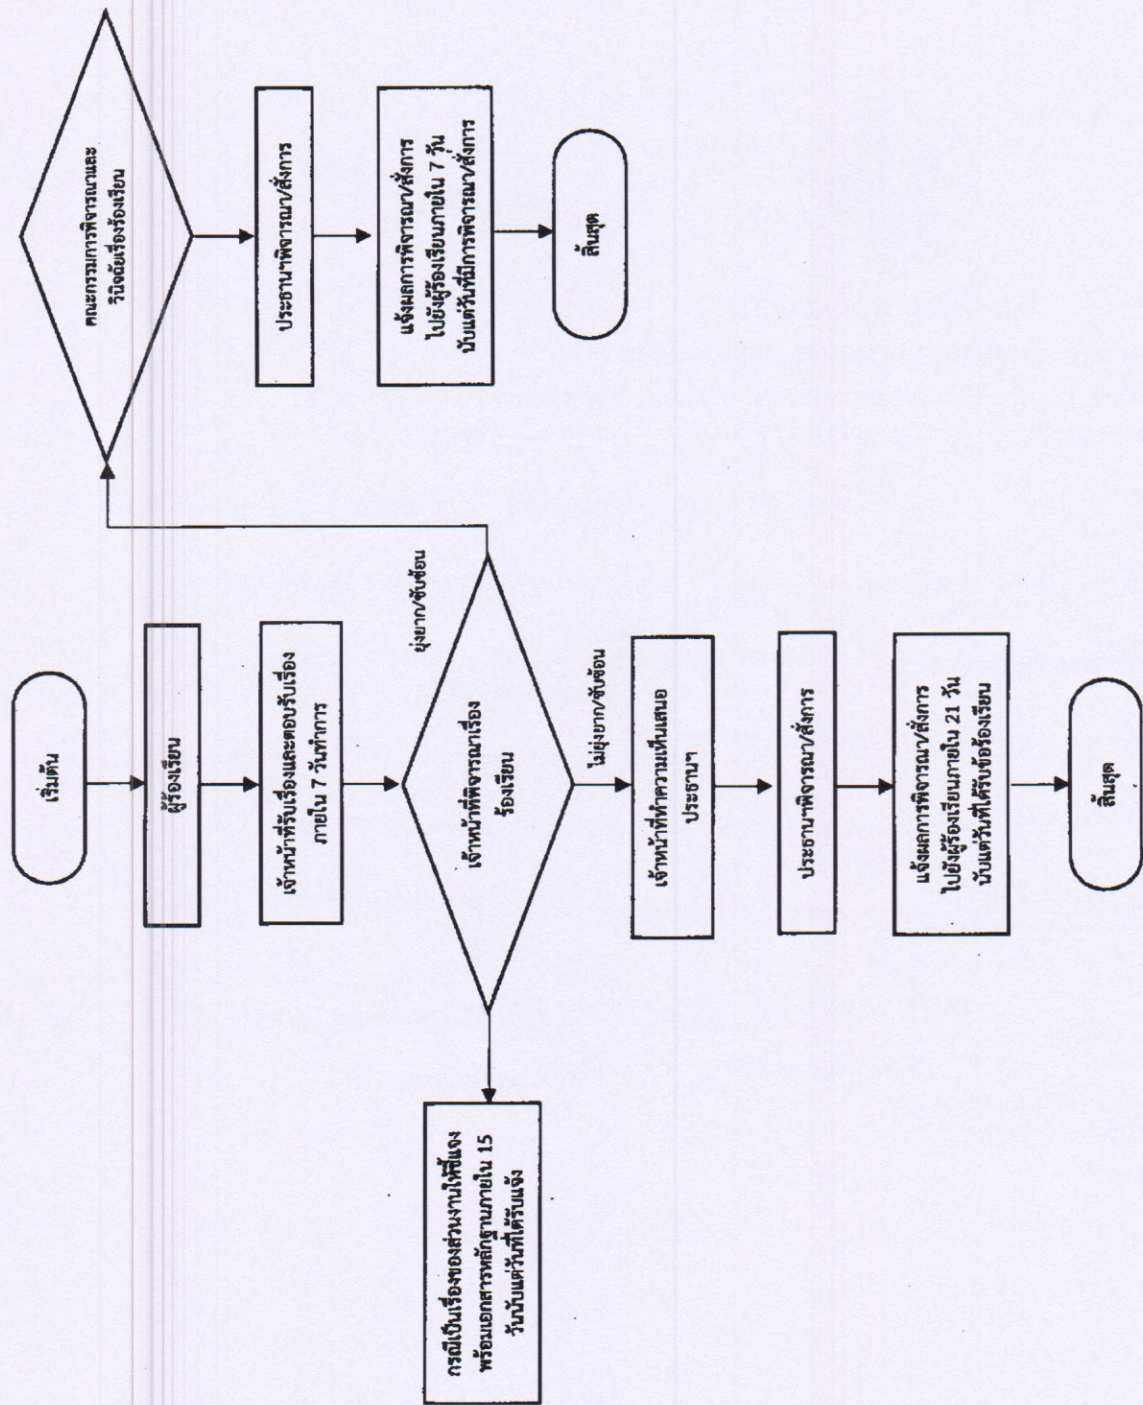 เริ่มต้น
ผู้ร้องเรียน
เจ้าหน้าที่รับเรื่องและตอบรับเรื่อง
ภายใน 7 วันทำการ
เจ้าหน้าที่พิจารณาเรื่อง
ร้องเรียน
กรณีเป็นเรื่องของส่วนงานให้ชี้แจง
พร้อมเอกสารหลักฐานภายใน 15
วันนับแต่วันที่ได้รับแจ้ง
ไม่ยุ่งยาก/ซับซ้อน
เจ้าหน้าที่ทำความเห็นเสนอ
ประธานฯ
ประธานฯพิจารณา/สั่งการ
แจ้งผลการพิจารณา/สั่งการ
ไปยังผู้ร้องเรียนภายใน 21 วัน
นับแต่วันที่ได้รับข้อร้องเรียน
สิ้นสุด
ยุ่งยาก/ซับซ้อน
คณะกรรมการพิจารณาและ
วินิจฉัยเรื่องร้องเรียน
ประธานฯพิจารณา/สั่งการ
แจ้งผลการพิจารณา/สั่งการ
ไปยังผู้ร้องเรียนภายใน 7 วัน
นับแต่วันที่มีการพิจารณา/สั่งการ
สิ้นสุด